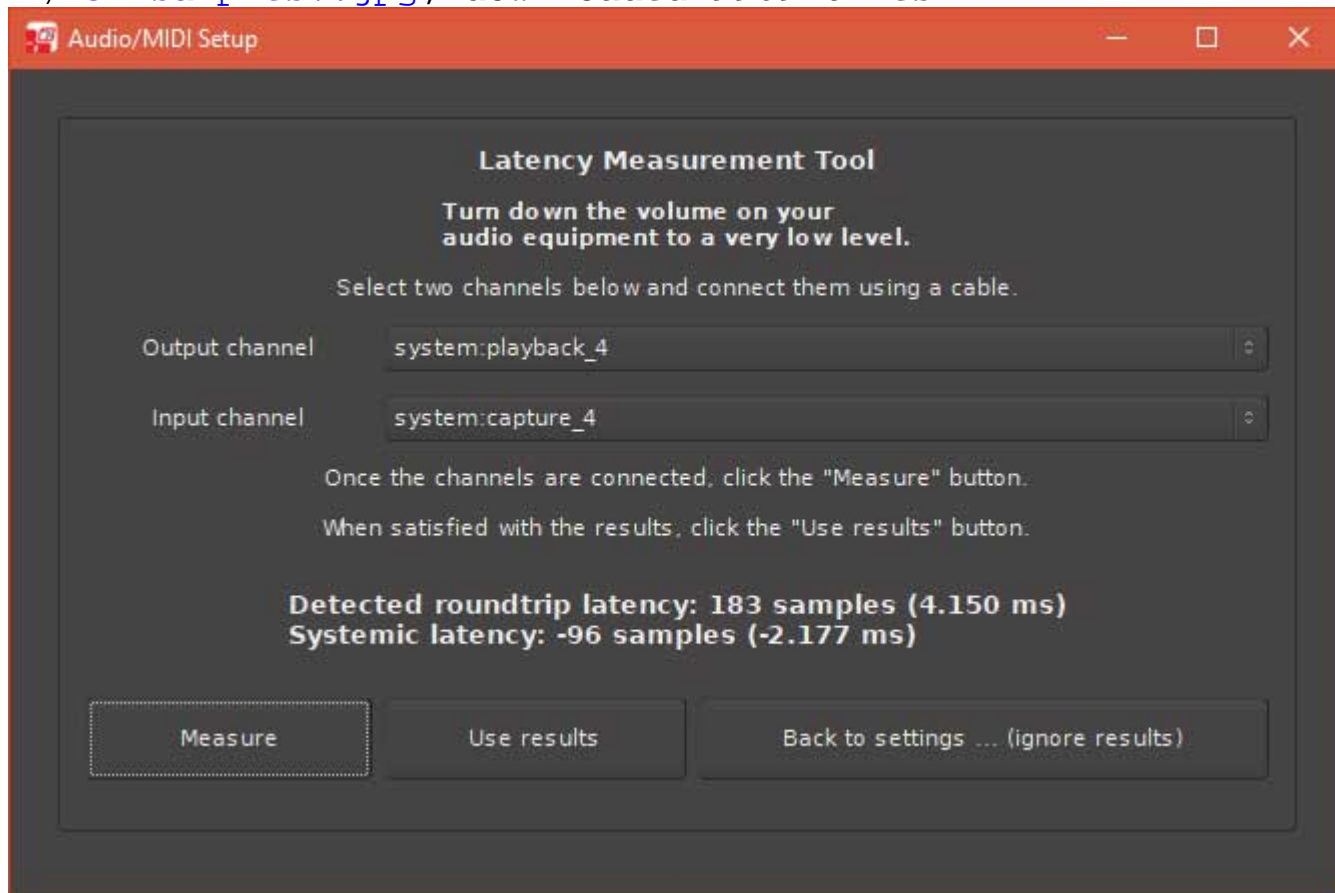 Audio/MIDI Setup
Latency Measurement Tool
Turn down the volume on your
audio equipment to a very low level.
Select two channels below and connect them using a cable.
Output channel system:playback_4
Input channel system:capture_4
Once the channels are connected, click the "Measure" button.
When satisfied with the results, click the "Use results" button.
Detected roundtrip latency: 183 samples (4.150 ms)
Systemic latency: -96 samples (-2.177 ms)
Measure Use results Back to settings ... (ignore results)